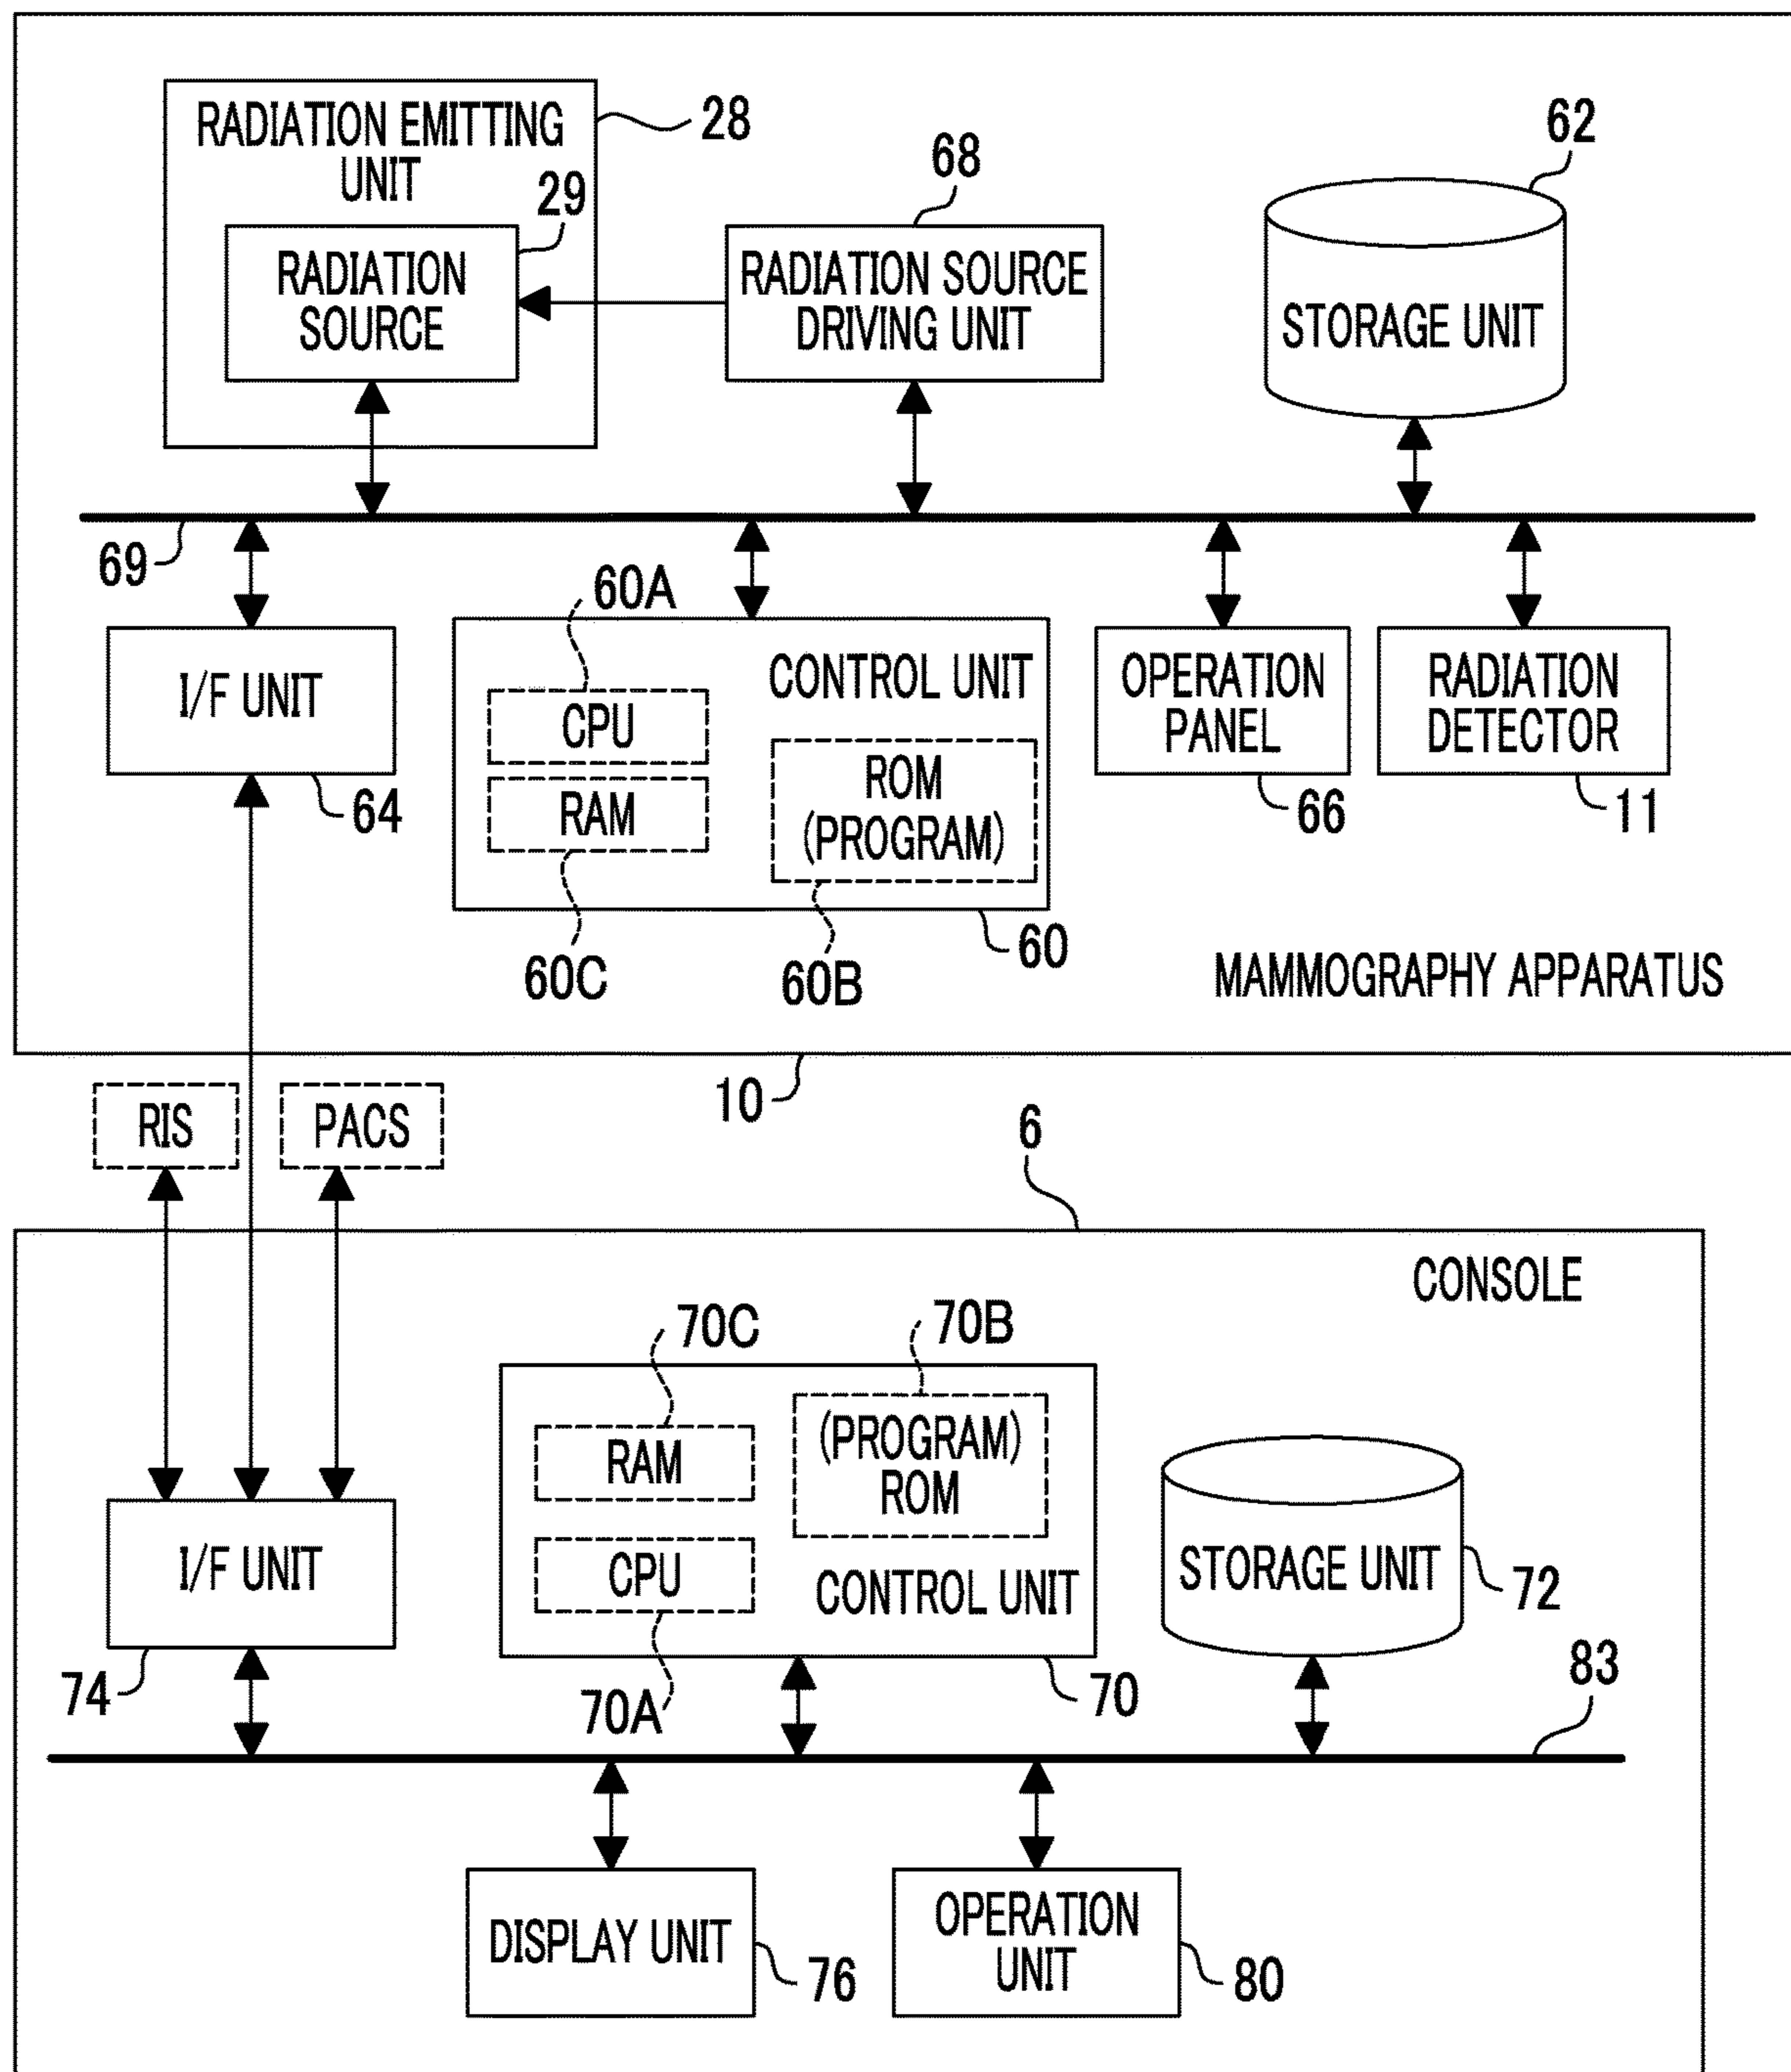 RADIATION EMITTING
UNIT
28
29
RADIATION
SOURCE
68
RADIATION SOURCE
DRIVING UNIT
62
STORAGE UNIT
69
I/F UNIT
64
60A
CONTROL UNIT
CPU
RAM
ROM
(PROGRAM)
60C
60B
60
OPERATION
PANEL
66
RADIATION
DETECTOR
11
MAMMOGRAPHY APPARATUS
10
RIS
PACS
6
CONSOLE
70C
70B
RAM
(PROGRAM)
ROM
CPU
CONTROL UNIT
70A
70
I/F UNIT
74
STORAGE UNIT
72
83
DISPLAY UNIT
76
OPERATION
UNIT
80